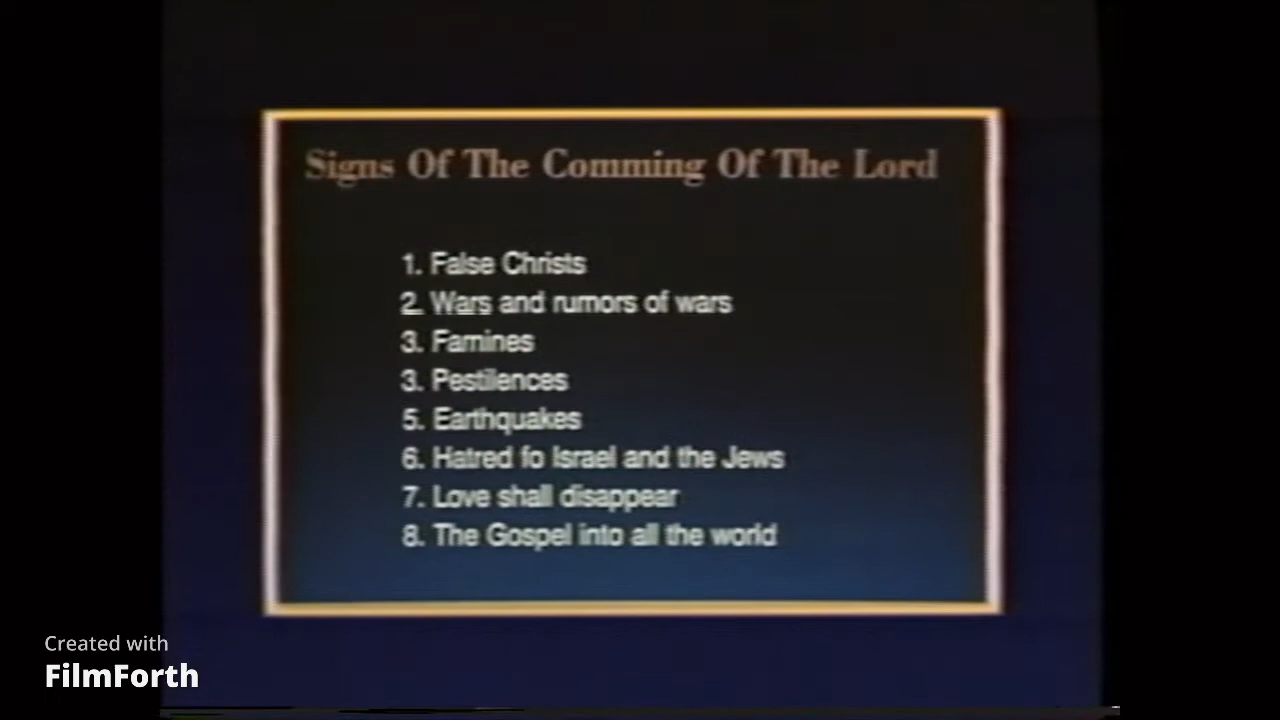 Signs Of The Comming Of The Lord
1. False Christs
2. Wars and rumors of wars
3. Famines
3. Pestilences
5. Earthquakes
6. Hatred fo Israel and the Jews
7. Love shall disappear
8. The Gospel into all the world
Created with
FilmForth